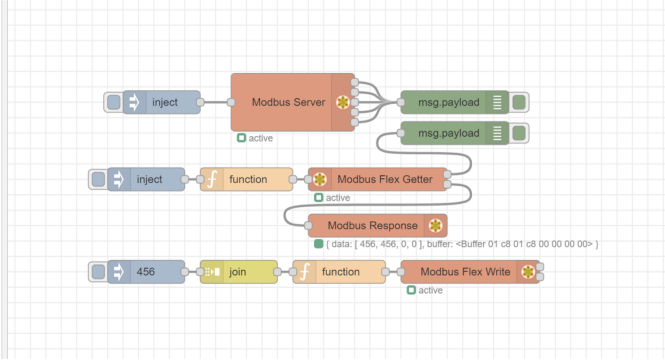 inject
Modbus Server
msg.payload
active
msg.payload
inject
function
Modbus Flex Getter
active
Modbus Response
{ data: [ 456, 456, 0, 0 ], buffer: <Buffer 01 c8 01 c8 00 00 00 00> }
456
join
function
Modbus Flex Write
active